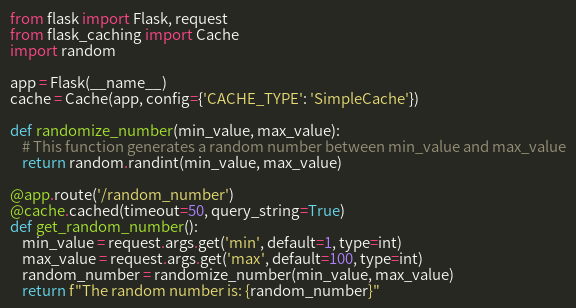 from flask import Flask, request
from flask_caching import Cache
import random

app = Flask(__name__)
cache = Cache(app, config={'CACHE_TYPE': 'SimpleCache'})

def randomize_number(min_value, max_value):
    # This function generates a random number between min_value and max_value
    return random.randint(min_value, max_value)

@app.route('/random_number')
@cache.cached(timeout=50, query_string=True)
def get_random_number():
    min_value = request.args.get('min', default=1, type=int)
    max_value = request.args.get('max', default=100, type=int)
    random_number = randomize_number(min_value, max_value)
    return f"The random number is: {random_number}"